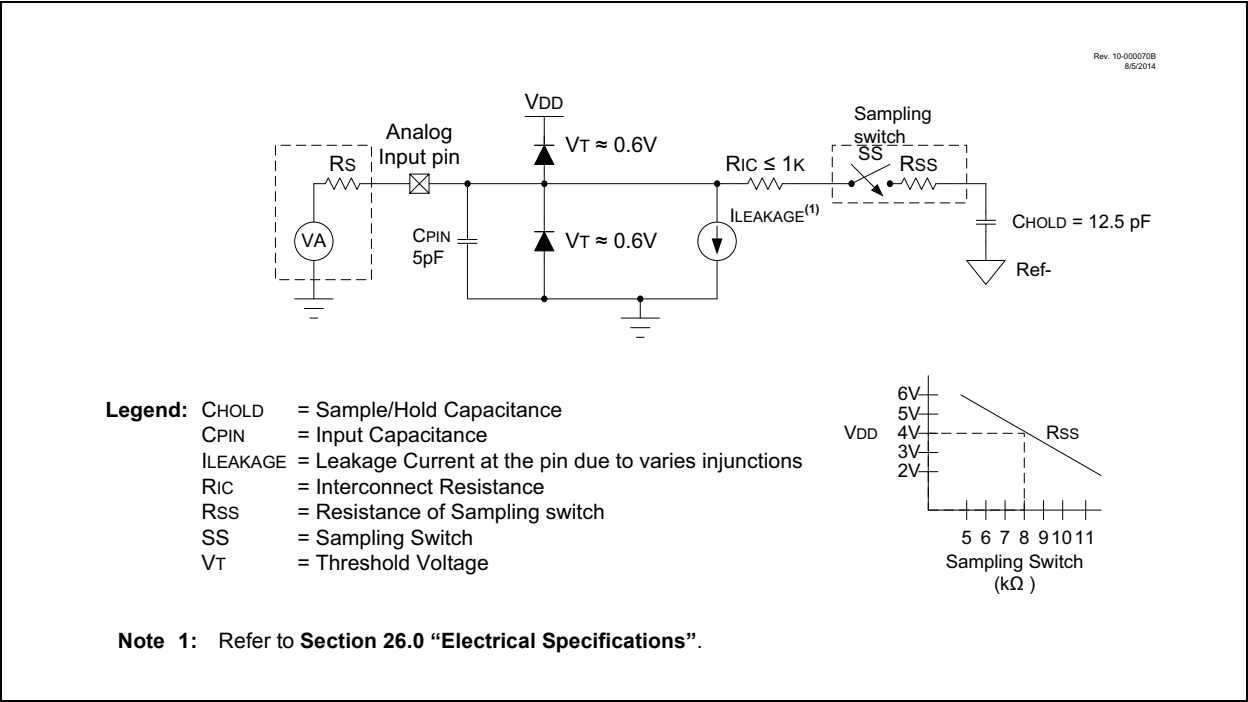 Rev. 10-000070B
8/5/2014
VDD
Analog
Input pin
VT ≈ 0.6V
Sampling
switch
SS
RS
RIC ≤ 1K
RSS
VA
CPIN
5pF
VT ≈ 0.6V
ILEAKAGE(1)
CHOLD = 12.5 pF
Ref-
Legend: CHOLD = Sample/Hold Capacitance
CPIN = Input Capacitance
ILEAKAGE = Leakage Current at the pin due to varies injunctions
RIC = Interconnect Resistance
RSS = Resistance of Sampling switch
SS = Sampling Switch
VT = Threshold Voltage
6V
5V
VDD 4V RSS
3V
2V
5 6 7 8 9 10 11
Sampling Switch
(kΩ )
Note 1: Refer to Section 26.0 “Electrical Specifications”.